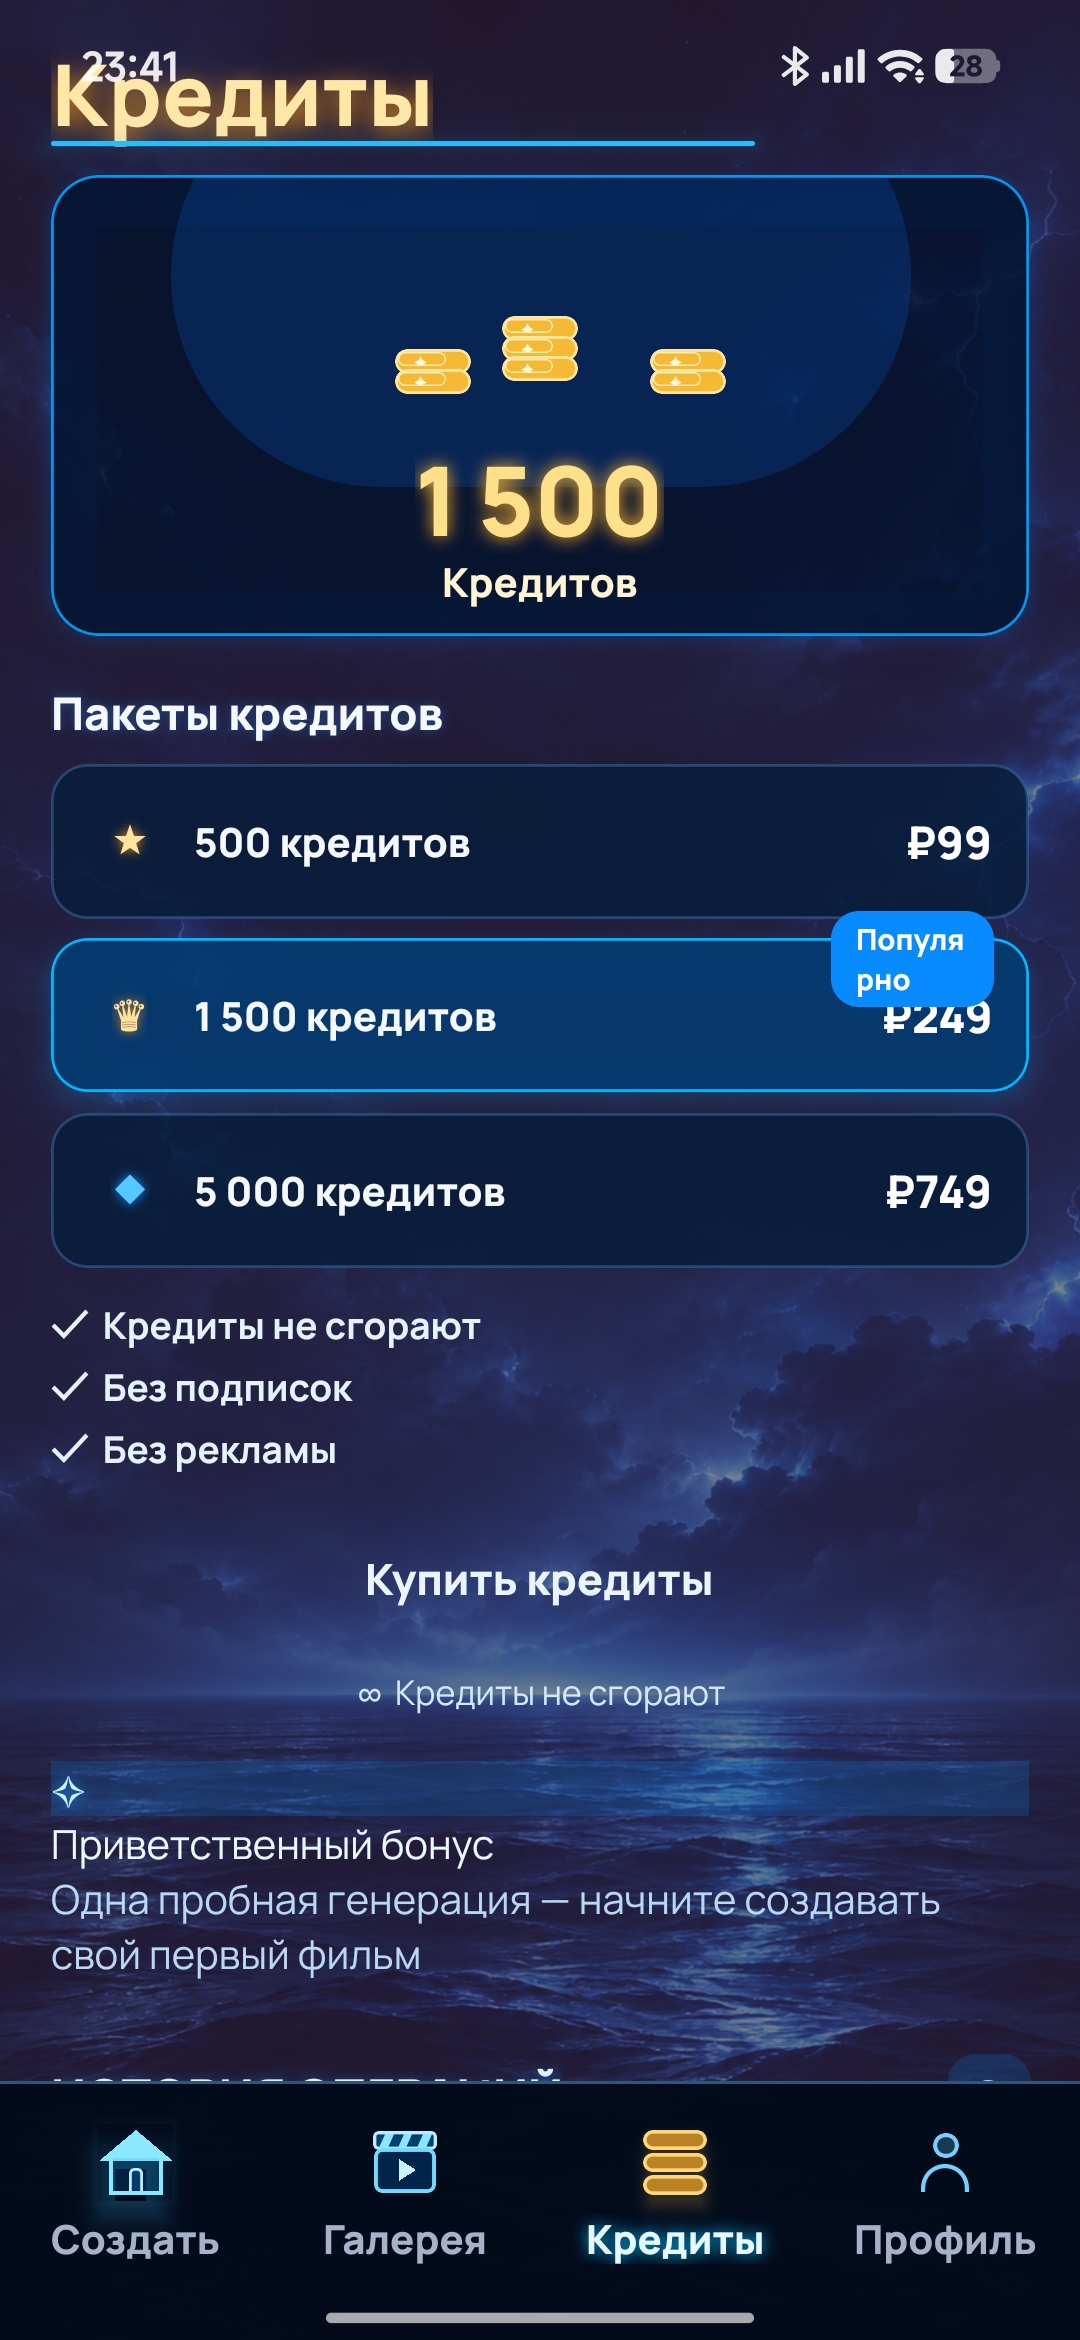 23:41
28
Кредиты
1 500
Кредитов
Пакеты кредитов
500 кредитов
₽99
Популя
рно
1 500 кредитов
₽249
5 000 кредитов
₽749
Кредиты не сгорают
Без подписок
Без рекламы
Купить кредиты
∞ Кредиты не сгорают
Приветственный бонус
Одна пробная генерация — начните создавать
свой первый фильм
Создать
Галерея
Кредиты
Профиль